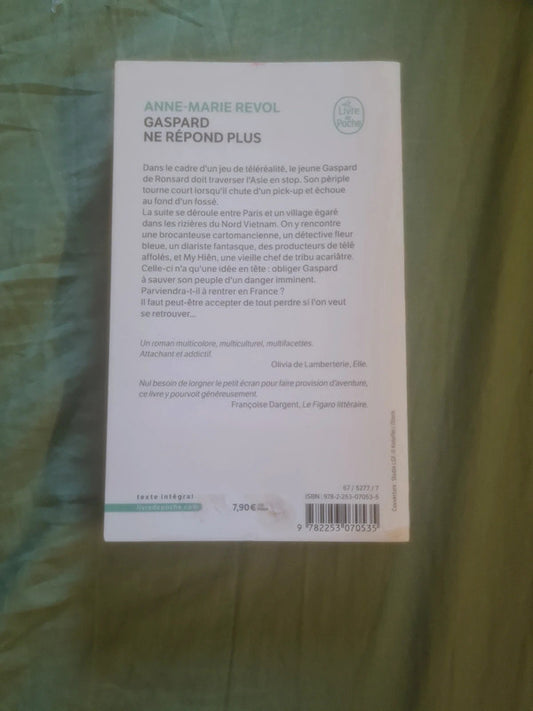 ANNE-MARIE REVOL
GASPARD
NE RÉPOND PLUS
Le
Livre
de
Poche
Dans le cadre d'un jeu de téléréalité, le jeune Gaspard
de Ronsard doit traverser l'Asie en stop. Son périple
tourne court lorsqu'il chute d'un pick-up et échoue
au fond d'un fossé.
La suite se déroule entre Paris et un village égaré
dans les rizières du Nord Vietnam. On y rencontre
une brocanteuse cartomancienne, un détective fleur
bleue, un diariste fantasque, des producteurs de télé
affolés, et My Hiên, une vieille chef de tribu acariâtre.
Celle-ci n'a qu'une idée en tête : obliger Gaspard
à sauver son peuple d'un danger imminent.
Parviendra-t-il à rentrer en France ?
Il faut peut-être accepter de tout perdre si l'on veut
se retrouver...
Un roman multicolore, multiculturel, multifacettes.
Attachant et addictif.
Olivia de Lamberterie, Elle.
Nul besoin de lorgner le petit écran pour faire provision d'aventure,
ce livre y pourvoit généreusement.
Françoise Dargent, Le Figaro littéraire.
texte intégral
livredepoche.com
7,90 €
67 / 5277 / 7
ISBN : 978-2-253-07053-5
9 782253 070535
Couverture : Studio LGF.
/ iStock.